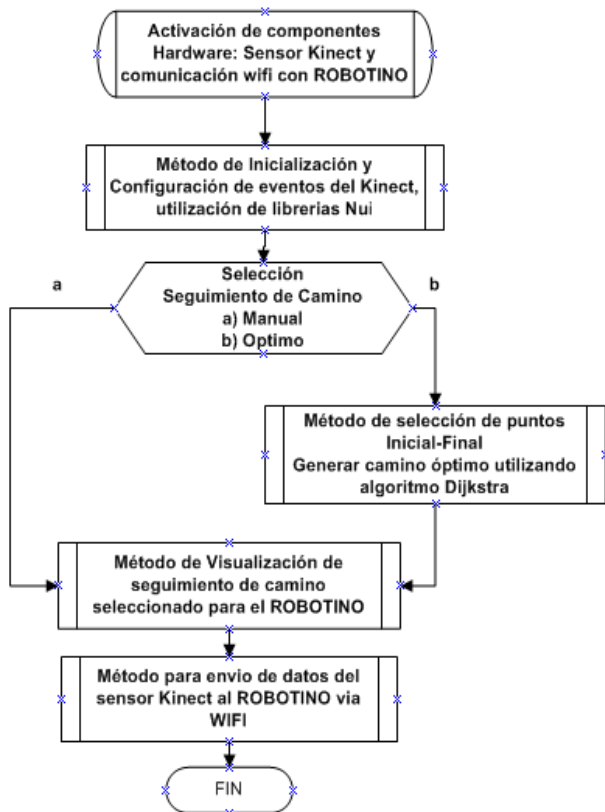 Activación de componentes
Hardware: Sensor Kinect y
comunicación wifi con ROBOTINO
Método de Inicialización y
Configuración de eventos del Kinect,
utilización de librerias Nui
a
Selección
Seguimiento de Camino
a) Manual
b) Optimo
b
Método de selección de puntos
Inicial-Final
Generar camino óptimo utilizando
algoritmo Dijkstra
Método de Visualización de
seguimiento de camino
seleccionado para el ROBOTINO
Método para envio de datos del
sensor Kinect al ROBOTINO via
WIFI
FIN